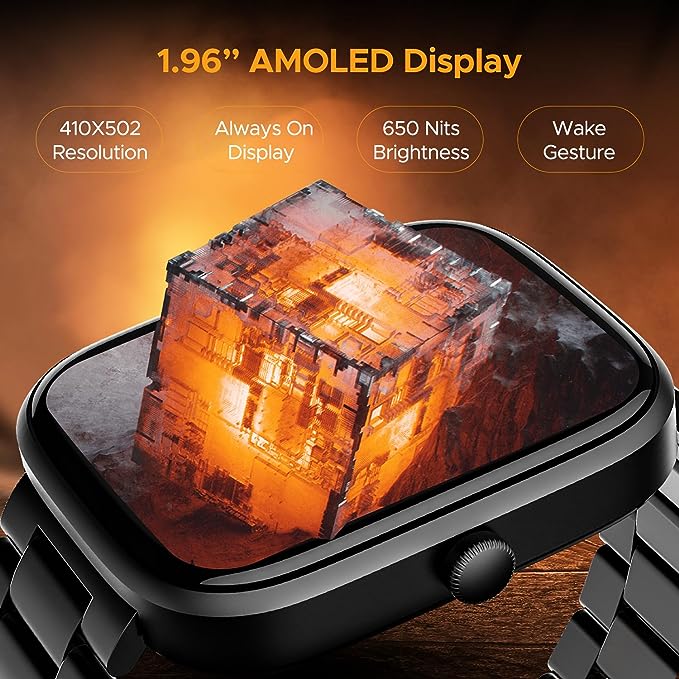 1.96” AMOLED Display
410X502
Resolution
Always On
Display
650 Nits
Brightness
Wake
Gesture